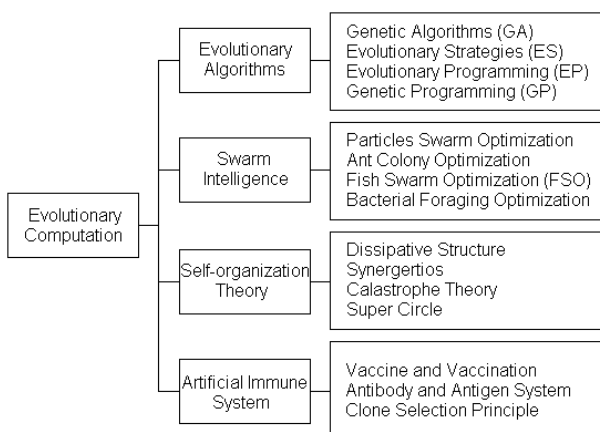 Evolutionary
Computation
Evolutionary
Algorithms
Genetic Algorithms (GA)
Evolutionary Strategies (ES)
Evolutionary Programming (EP)
Genetic Programming (GP)
Swarm
Intelligence
Particles Swarm Optimization
Ant Colony Optimization
Fish Swarm Optimization (FSO)
Bacterial Foraging Optimization
Self-organization
Theory
Dissipative Structure
Synergertios
Calastrophe Theory
Super Circle
Artificial Immune
System
Vaccine and Vaccination
Antibody and Antigen System
Clone Selection Principle